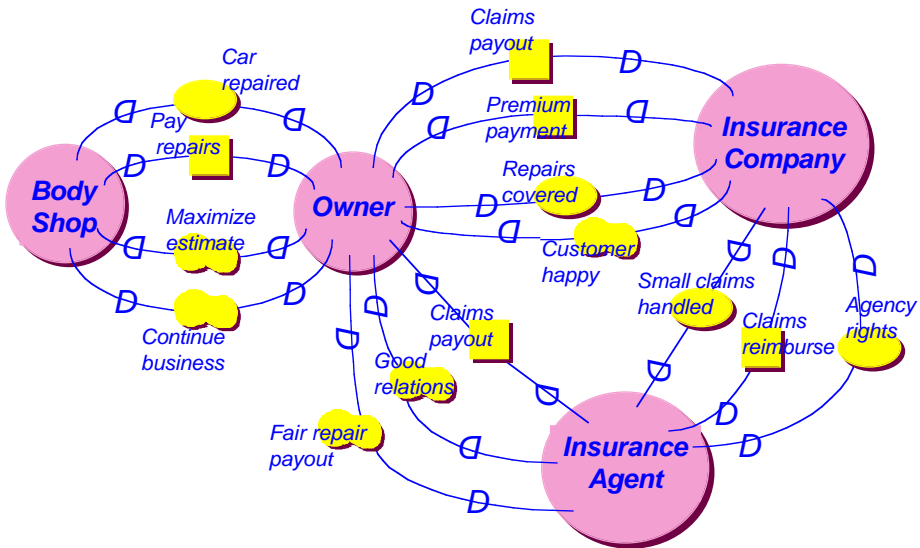 Claims
payout
D
D
Car
repaired
D
D
Premium
payment
D
D
Insurance
Company
Pay
repairs
D
D
Repairs
covered
D
D
Body
Shop
Owner
Maximize
estimate
D
D
Customer
happy
D
D
Continue
business
D
D
Small claims
handled
D
D
Claims
reimburse
D
D
Agency
rights
D
D
Claims
payout
D
D
Good
relations
D
D
Fair repair
payout
D
D
Insurance
Agent